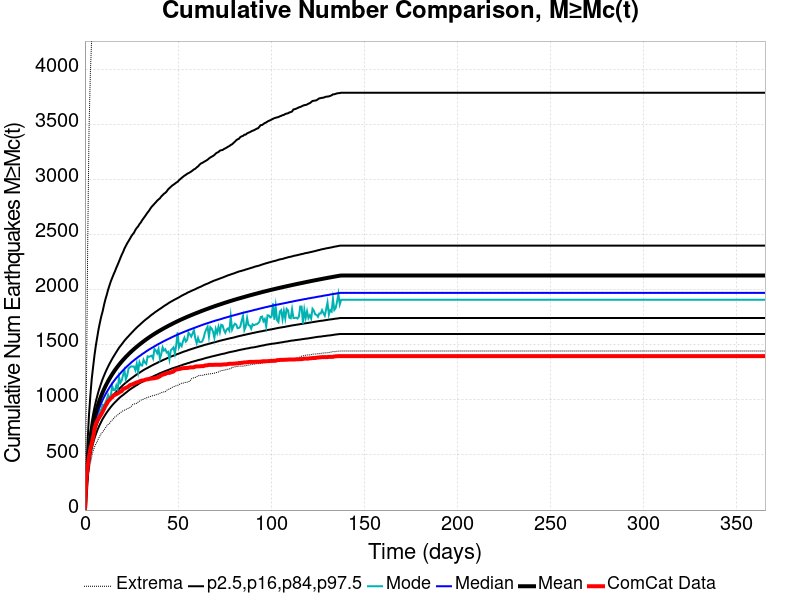 Cumulative Number Comparison, M≥Mc(t)
Cumulative Num Earthquakes M≥Mc(t)
4000
3500
3000
2500
2000
1500
1000
500
0
0 50 100 150 200 250 300 350
Time (days)
Extrema p2.5,p16,p84,p97.5 Mode Median Mean ComCat Data